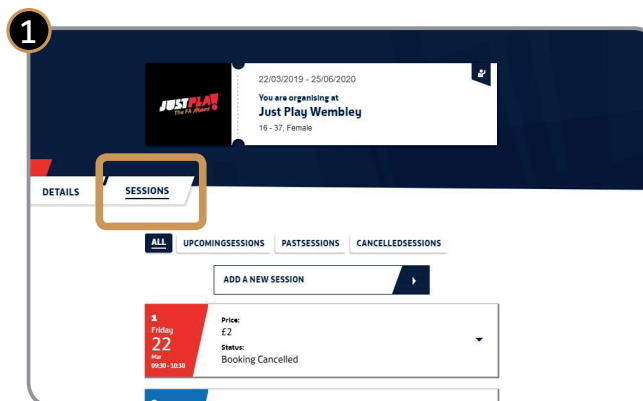 1
22/03/2019 - 25/06/2020
You are organising at
JUSTPLAY!
The FA
Just Play Wembley
16 - 37, Female
DETAILS
SESSIONS
ALL
UPCOMINGSESSIONS
PASTSESSIONS
CANCELLEDSESSIONS
ADD A NEW SESSION
1
Friday
22
Mar
09:30 - 10:30
Price:
£2
Status:
Booking Cancelled